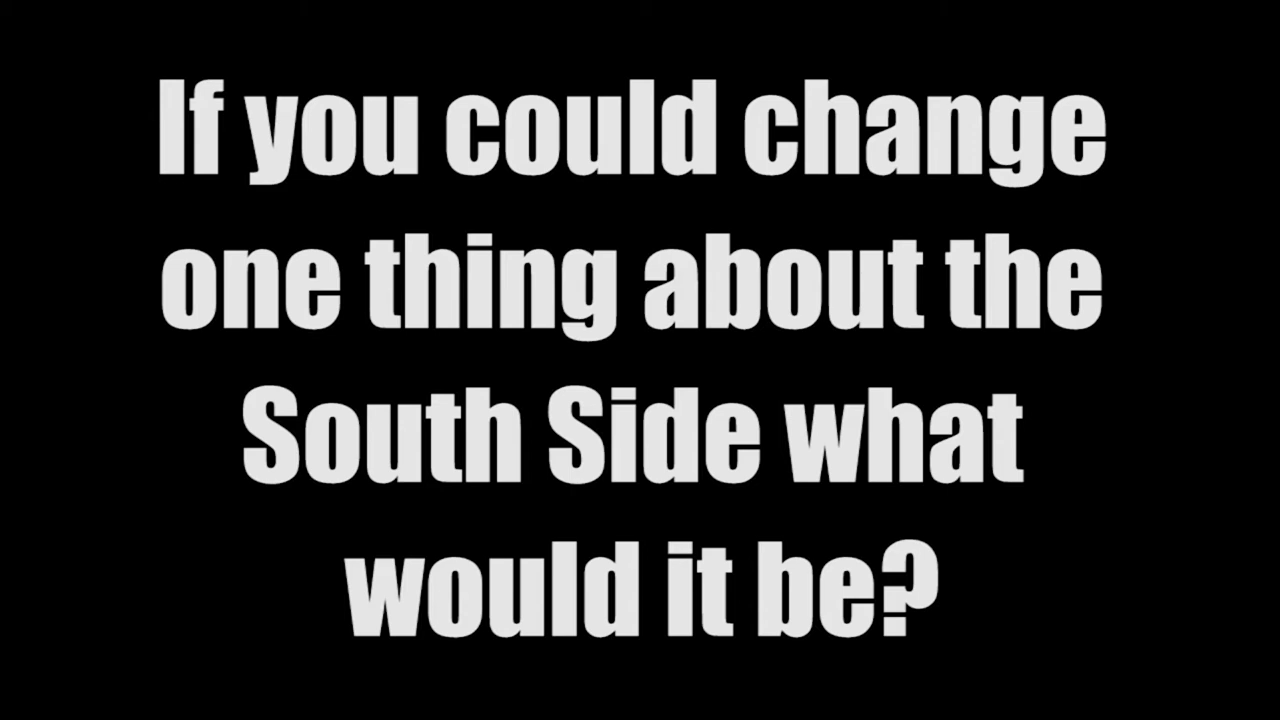 If you could change
one thing about the
South Side what
would it be?